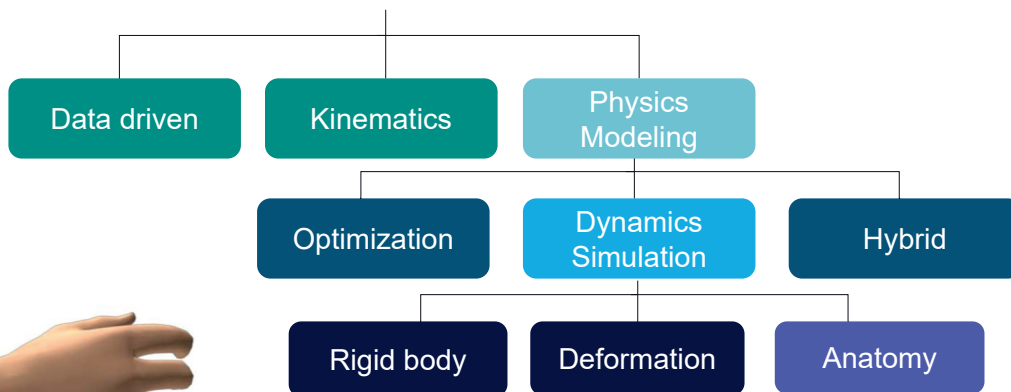 Data driven
Kinematics
Physics
Modeling
Optimization
Dynamics
Simulation
Hybrid
Rigid body
Deformation
Anatomy